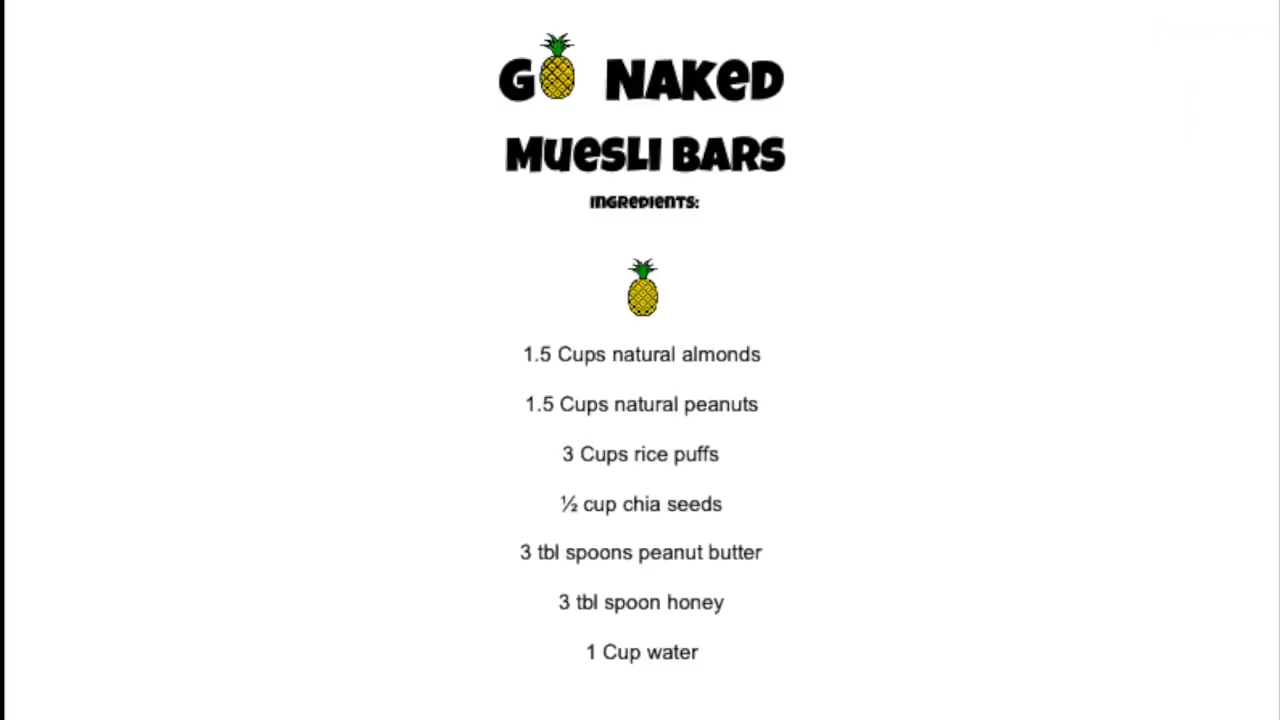 GO NAKED
MUESLI BARS
INGREDIENTS:
1.5 Cups natural almonds
1.5 Cups natural peanuts
3 Cups rice puffs
½ cup chia seeds
3 tbl spoons peanut butter
3 tbl spoon honey
1 Cup water